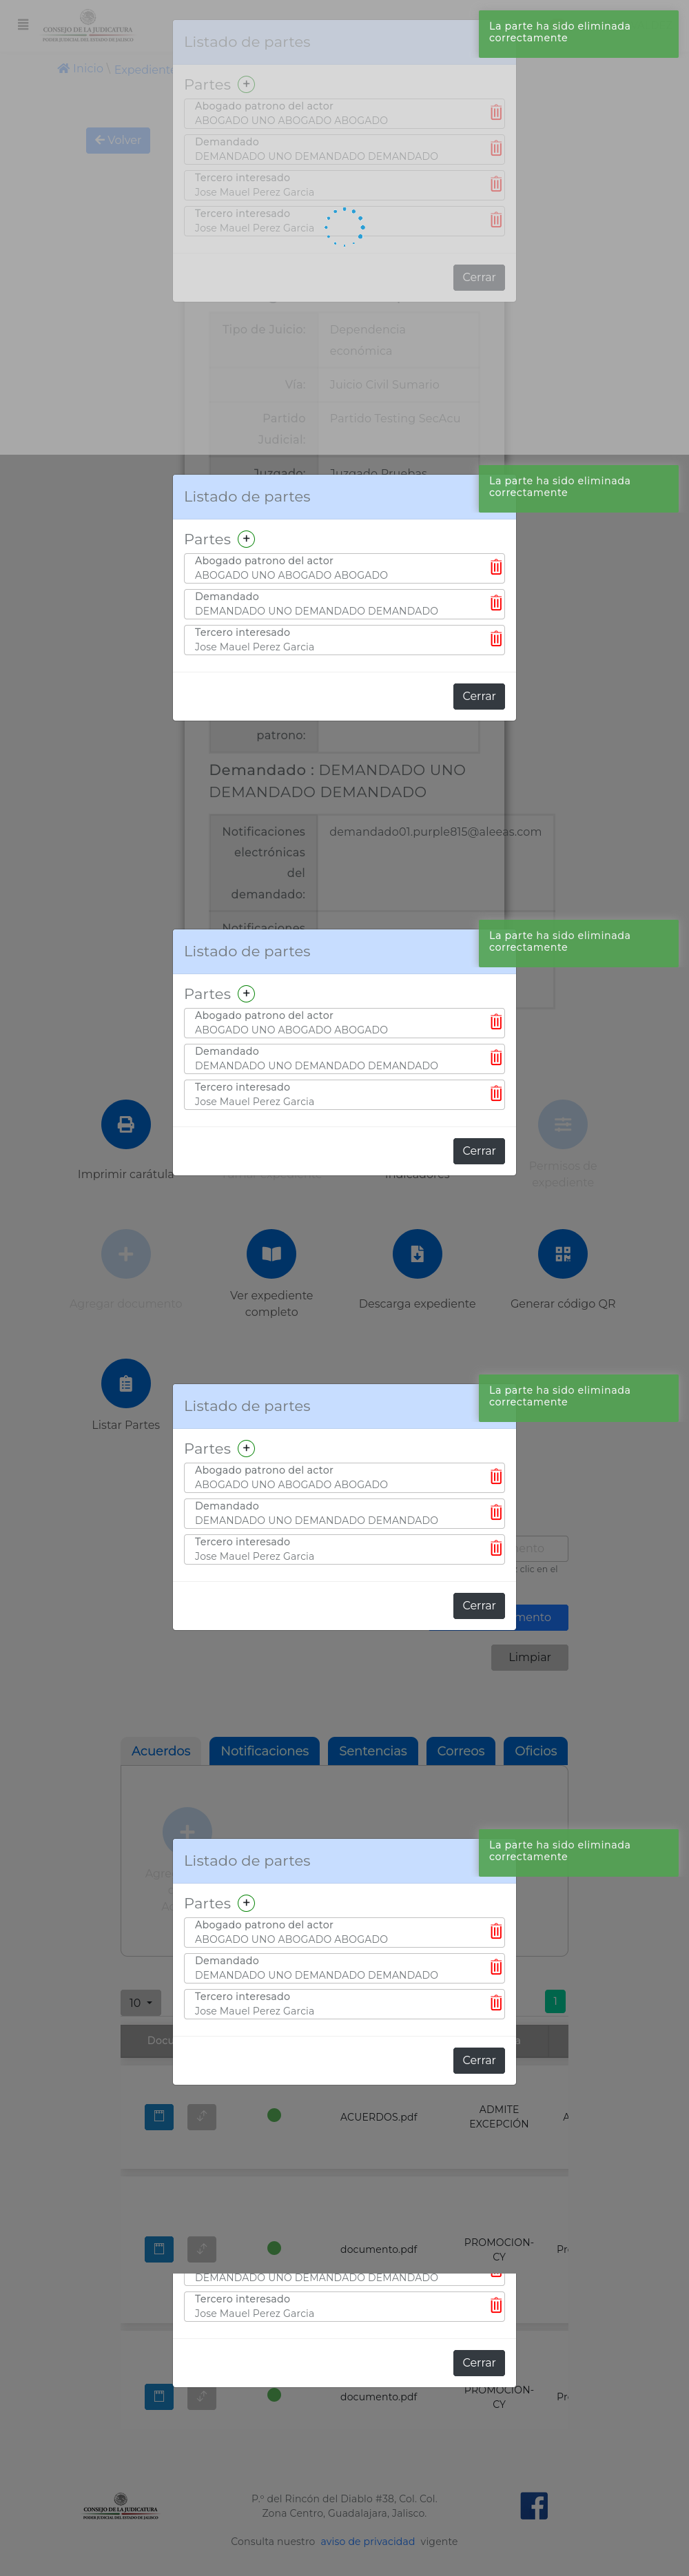 CONSEJO DE LA JUDICATURA
PODER JUDICIAL DEL ESTADO DE JALISCO
Listado de partes
La parte ha sido eliminada
correctamente
Inicio \ Expediente
Partes +
Volver
Abogado patrono del actor
ABOGADO UNO ABOGADO ABOGADO
Demandado
DEMANDADO UNO DEMANDADO DEMANDADO
Tercero interesado
Jose Mauel Perez Garcia
Tercero interesado
Jose Mauel Perez Garcia
Cerrar
Tipo de Juicio: Dependencia
económica
Vía: Juicio Civil Sumario
Partido Partido Testing SecAcu
Judicial:
Juzgado: Juzgado Pruebas
La parte ha sido eliminada
correctamente
Listado de partes
Partes +
Abogado patrono del actor
ABOGADO UNO ABOGADO ABOGADO
Demandado
DEMANDADO UNO DEMANDADO DEMANDADO
Tercero interesado
Jose Mauel Perez Garcia
Cerrar
patrono:
Demandado : DEMANDADO UNO
DEMANDADO DEMANDADO
Notificaciones demandado01.purple815@aleeas.com
electrónicas
del
demandado:
Notificaciones
La parte ha sido eliminada
correctamente
Listado de partes
Partes +
Abogado patrono del actor
ABOGADO UNO ABOGADO ABOGADO
Demandado
DEMANDADO UNO DEMANDADO DEMANDADO
Tercero interesado
Jose Mauel Perez Garcia
Cerrar
Imprimir carátula
Indicadores
Permisos de
expediente
Agregar documento
Ver expediente
completo
Descarga expediente
Generar código QR
Listar Partes
La parte ha sido eliminada
correctamente
Listado de partes
Partes +
Abogado patrono del actor
ABOGADO UNO ABOGADO ABOGADO
Demandado
DEMANDADO UNO DEMANDADO DEMANDADO
Tercero interesado
Jose Mauel Perez Garcia
clic en el
Cerrar
Limpiar
Acuerdos Notificaciones Sentencias Correos Oficios
La parte ha sido eliminada
correctamente
Listado de partes
Partes +
Abogado patrono del actor
ABOGADO UNO ABOGADO ABOGADO
Demandado
DEMANDADO UNO DEMANDADO DEMANDADO
Tercero interesado
Jose Mauel Perez Garcia
10
1
Cerrar
ACUERDOS.pdf
ADMITE
EXCEPCIÓN
documento.pdf
PROMOCION-
CY
DEMANDADO UNO DEMANDADO DEMANDADO
Tercero interesado
Jose Mauel Perez Garcia
Cerrar
documento.pdf
PROMOCION-
CY
CONSEJO DE LA JUDICATURA
PODER JUDICIAL DEL ESTADO DE JALISCO
P.º del Rincón del Diablo #38, Col. Col.
Zona Centro, Guadalajara, Jalisco.
Consulta nuestro aviso de privacidad vigente